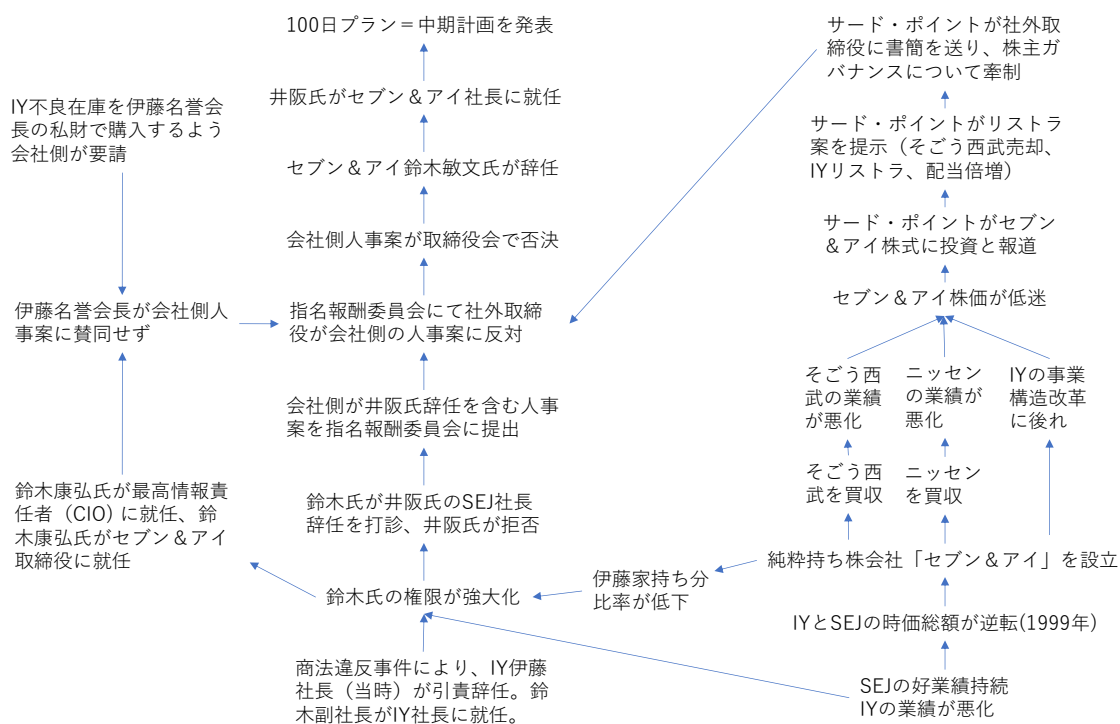 100日プラン＝中期計画を発表
井阪氏がセブン＆アイ社長に就任
セブン＆アイ鈴木敏文氏が辞任
会社側人事案が取締役会で否決
指名報酬委員会にて社外取締
役が会社側の人事案に反対
会社側が井阪氏辞任を含む人事
案を指名報酬委員会に提出
鈴木氏が井阪氏のSEJ社長
辞任を打診、井阪氏が拒否
鈴木氏の権限が強大化
商法違反事件により、IY伊藤
社長（当時）が引責辞任。鈴
木副社長がIY社長に就任。
IY不良在庫を伊藤名誉会
長の私財で購入するよう
会社側が要請
伊藤名誉会長が会社側人
事案に賛同せず
鈴木康弘氏が最高情報責
任者（CIO) に就任、鈴
木康弘氏がセブン＆アイ
取締役に就任
サード・ポイントが社外取
締役に書簡を送り、株主ガ
バナンスについて牽制
サード・ポイントがリストラ
案を提示（そごう西武売却、
IYリストラ、配当倍増）
サード・ポイントがセブン
＆アイ株式に投資と報道
セブン＆アイ株価が低迷
そごう西
武の業績
が悪化
ニッセン
の業績が
悪化
IYの事業
構造改革
に後れ
そごう西
武を買収
ニッセン
を買収
純粋持ち株会社「セブン＆アイ」を設立
伊藤家持ち分
比率が低下
IYとSEJの時価総額が逆転(1999年)
SEJの好業績持続
IYの業績が悪化